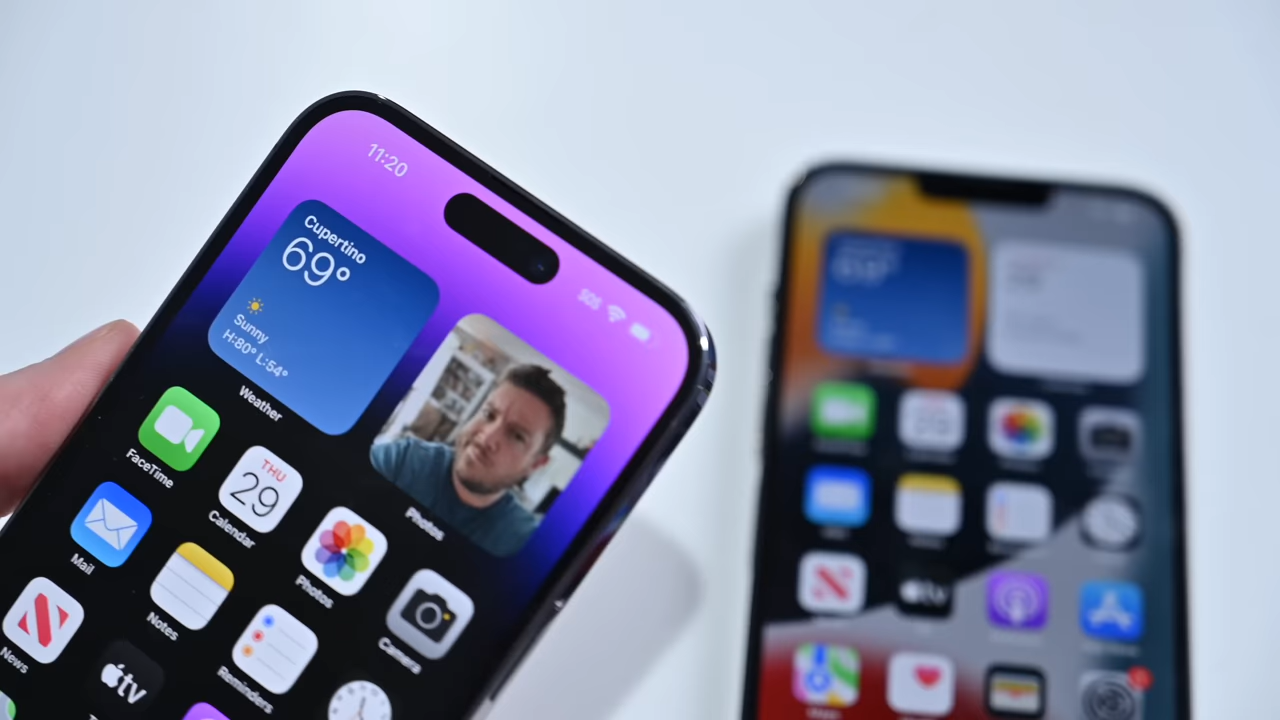 11:20
SOS
Cupertino
69°
Sunny
H:80° L:54°
Weather
Photos
FaceTime
THU
29
Calendar
Photos
Camera
Mail
Notes
Reminders
News
tv